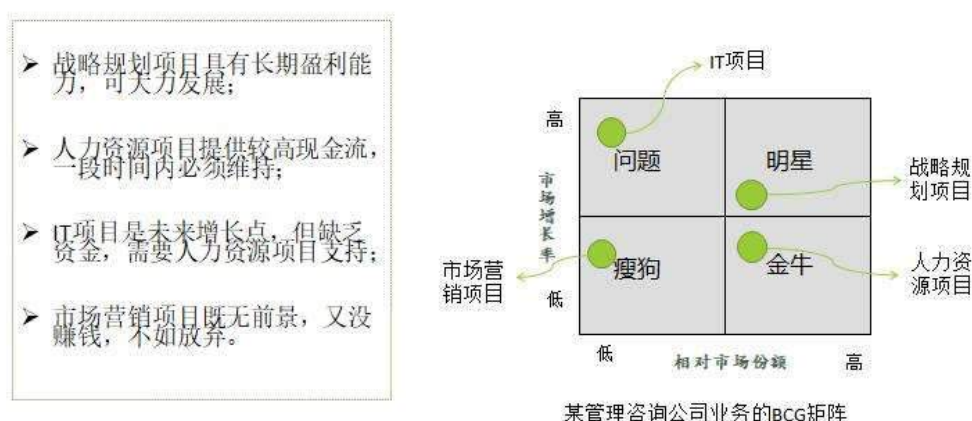 ➤ 战略规划项目具有长期盈利能
力，可大力发展；
➤ 人力资源项目提供较高现金流，
一段时间内必须维持；
➤ IT项目是未来增长点，但缺乏
资金，需要人力资源项目支持；
➤ 市场营销项目既无前景，又没
赚钱，不如放弃。
IT项目
高
问题
明星
市场增长率
战略规
划项目
市场营
销项目
瘦狗
金牛
人力资
源项目
低
低
相对市场份额
高
某管理咨询公司业务的BCG矩阵